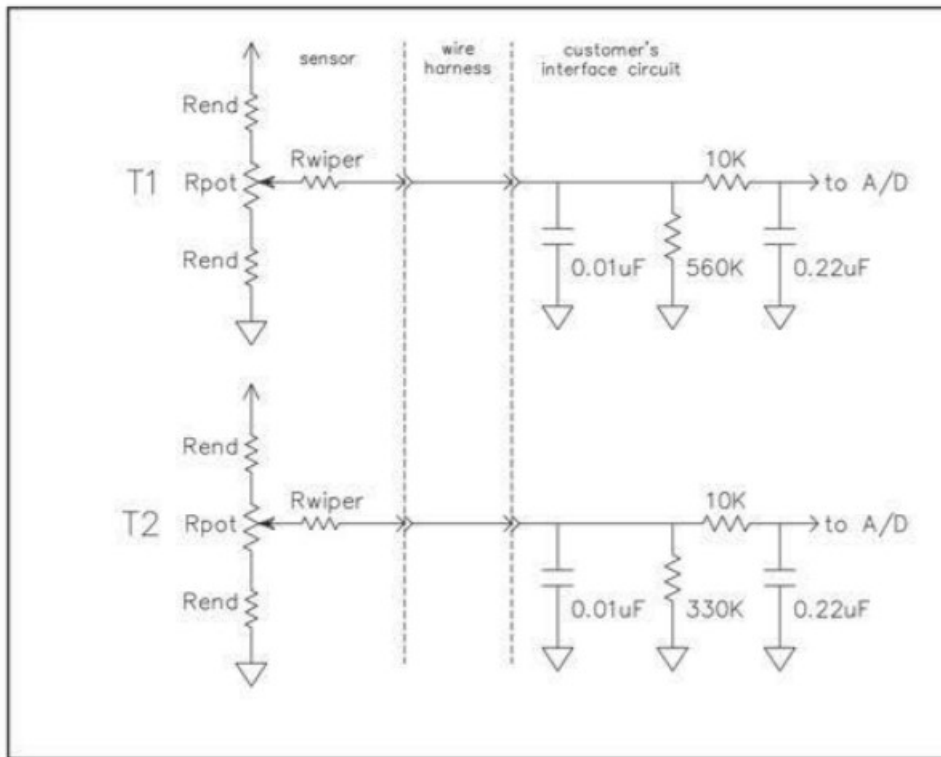 sensor
wire
harness
customer's
interface circuit
Rend
Rwiper
10K
T1
Rpot
to A/D
Rend
0.01uF
560K
0.22uF
Rend
Rwiper
10K
T2
Rpot
to A/D
Rend
0.01uF
330K
0.22uF